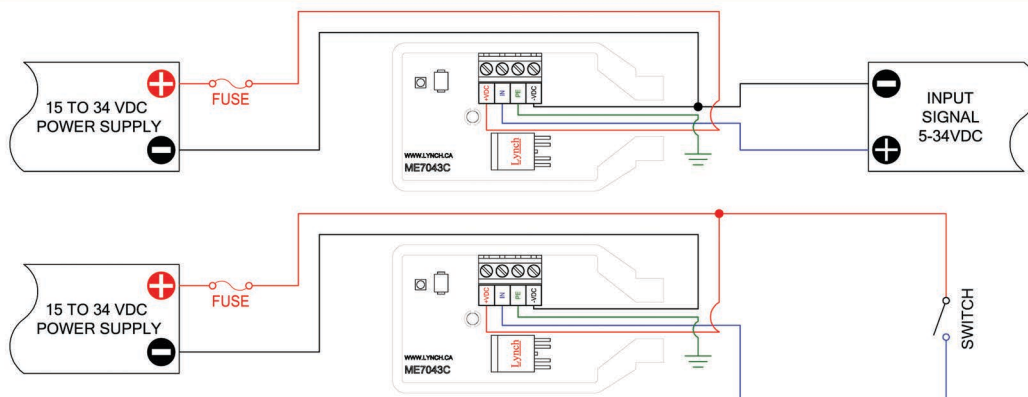 15 TO 34 VDC
POWER SUPPLY
FUSE
+VDC
IN
PE
-VDC
Lynch
WWW.LYNCH.CA
ME7043C
INPUT
SIGNAL
5-34VDC
15 TO 34 VDC
POWER SUPPLY
FUSE
+VDC
IN
PE
-VDC
Lynch
WWW.LYNCH.CA
ME7043C
SWITCH